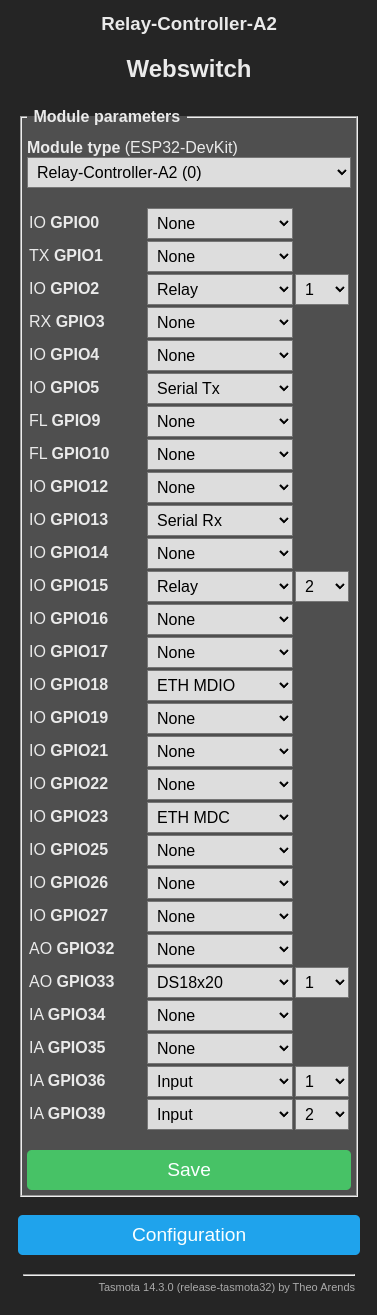 Relay-Controller-A2
Webswitch
Module parameters
Module type (ESP32-DevKit)
Relay-Controller-A2 (0)
IO GPIO0 None
TX GPIO1 None
IO GPIO2 Relay 1
RX GPIO3 None
IO GPIO4 None
IO GPIO5 Serial Tx
FL GPIO9 None
FL GPIO10 None
IO GPIO12 None
IO GPIO13 Serial Rx
IO GPIO14 None
IO GPIO15 Relay 2
IO GPIO16 None
IO GPIO17 None
IO GPIO18 ETH MDIO
IO GPIO19 None
IO GPIO21 None
IO GPIO22 None
IO GPIO23 ETH MDC
IO GPIO25 None
IO GPIO26 None
IO GPIO27 None
AO GPIO32 None
AO GPIO33 DS18x20 1
IA GPIO34 None
IA GPIO35 None
IA GPIO36 Input 1
IA GPIO39 Input 2
Save
Configuration
Tasmota 14.3.0 (release-tasmota32) by Theo Arends